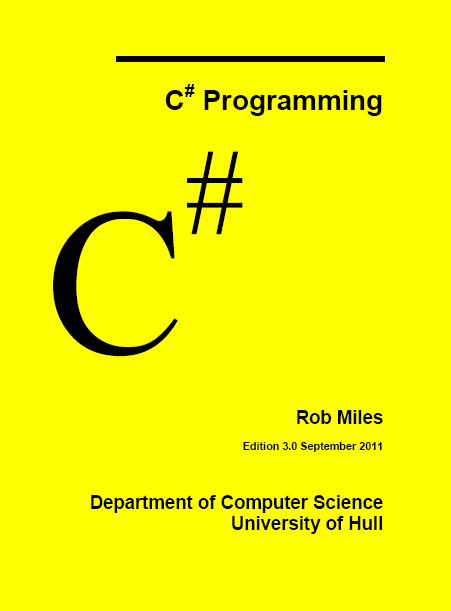 C# Programming
C#
Rob Miles
Edition 3.0 September 2011
Department of Computer Science
University of Hull